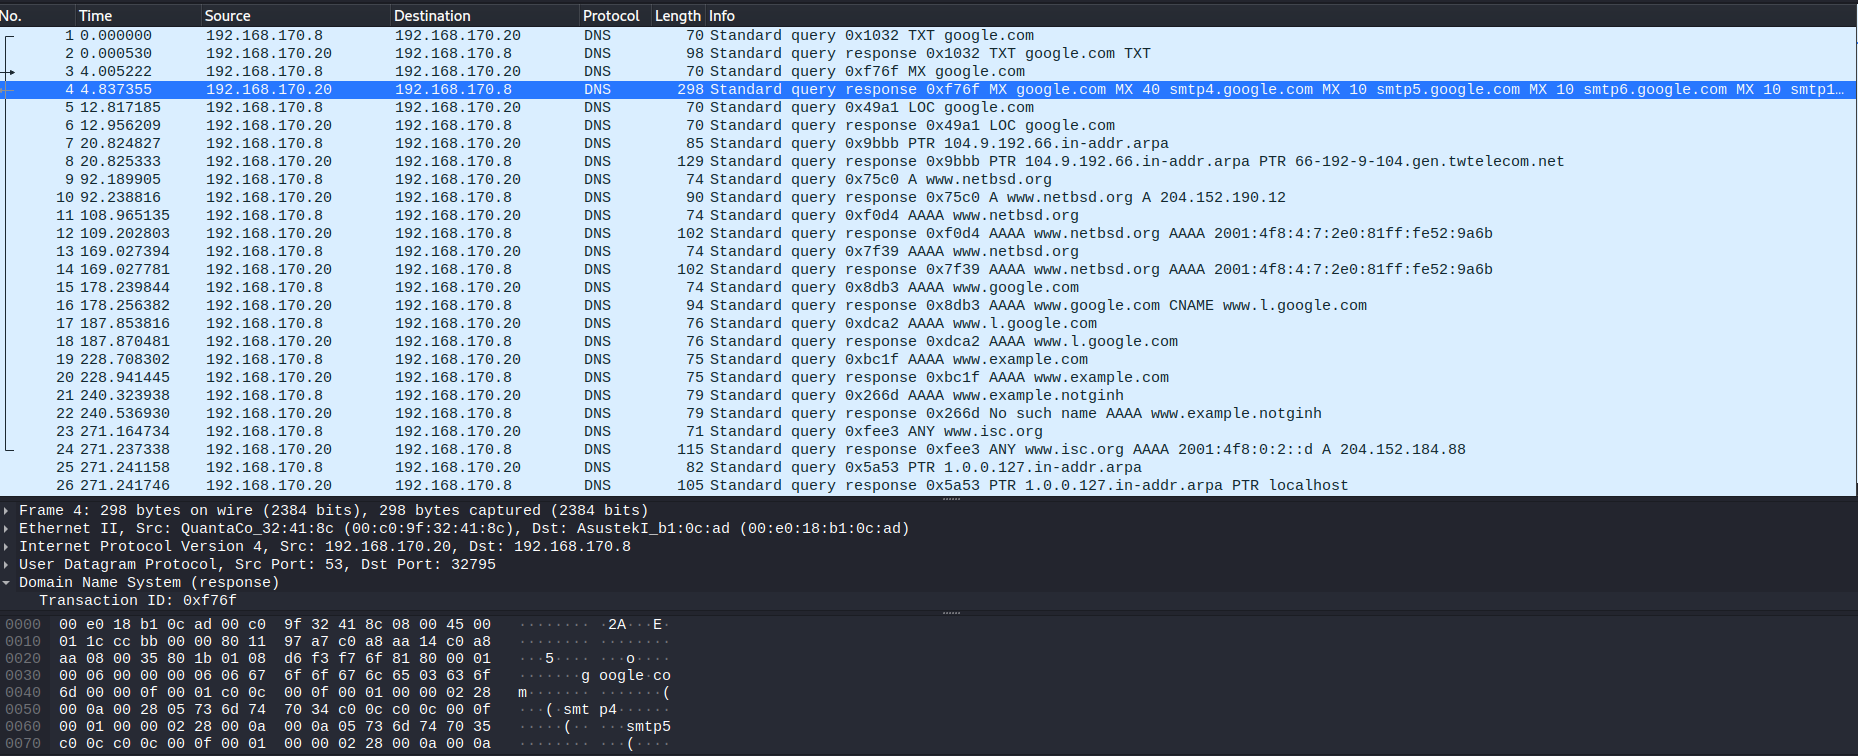 No. Time Source Destination Protocol Length Info
1 0.000000 192.168.170.8 192.168.170.20 DNS 70 Standard query 0x1032 TXT google.com
2 0.000530 192.168.170.20 192.168.170.8 DNS 98 Standard query response 0x1032 TXT google.com TXT
3 4.005222 192.168.170.8 192.168.170.20 DNS 70 Standard query 0xf76f MX google.com
4 4.837355 192.168.170.20 192.168.170.8 DNS 298 Standard query response 0xf76f MX google.com MX 40 smtp4.google.com MX 10 smtp5.google.com MX 10 smtp6.google.com MX 10 smtp1…
5 12.817185 192.168.170.8 192.168.170.20 DNS 70 Standard query 0x49a1 LOC google.com
6 12.956209 192.168.170.20 192.168.170.8 DNS 70 Standard query response 0x49a1 LOC google.com
7 20.824827 192.168.170.8 192.168.170.20 DNS 85 Standard query 0x9bbb PTR 104.9.192.66.in-addr.arpa
8 20.825333 192.168.170.20 192.168.170.8 DNS 129 Standard query response 0x9bbb PTR 104.9.192.66.in-addr.arpa PTR 66-192-9-104.gen.twtelecom.net
9 92.189905 192.168.170.8 192.168.170.20 DNS 74 Standard query 0x75c0 A www.netbsd.org
10 92.238816 192.168.170.20 192.168.170.8 DNS 90 Standard query response 0x75c0 A www.netbsd.org A 204.152.190.12
11 108.965135 192.168.170.8 192.168.170.20 DNS 74 Standard query 0xf0d4 AAAA www.netbsd.org
12 109.202803 192.168.170.20 192.168.170.8 DNS 102 Standard query response 0xf0d4 AAAA www.netbsd.org AAAA 2001:4f8:4:7:2e0:81ff:fe52:9a6b
13 169.027394 192.168.170.8 192.168.170.20 DNS 74 Standard query 0x7f39 AAAA www.netbsd.org
14 169.027781 192.168.170.20 192.168.170.8 DNS 102 Standard query response 0x7f39 AAAA www.netbsd.org AAAA 2001:4f8:4:7:2e0:81ff:fe52:9a6b
15 178.239844 192.168.170.8 192.168.170.20 DNS 74 Standard query 0x8db3 AAAA www.google.com
16 178.256382 192.168.170.20 192.168.170.8 DNS 94 Standard query response 0x8db3 AAAA www.google.com CNAME www.l.google.com
17 187.853816 192.168.170.8 192.168.170.20 DNS 76 Standard query 0xdca2 AAAA www.l.google.com
18 187.870481 192.168.170.20 192.168.170.8 DNS 76 Standard query response 0xdca2 AAAA www.l.google.com
19 228.708302 192.168.170.8 192.168.170.20 DNS 75 Standard query 0xbc1f AAAA www.example.com
20 228.941445 192.168.170.20 192.168.170.8 DNS 75 Standard query response 0xbc1f AAAA www.example.com
21 240.323938 192.168.170.8 192.168.170.20 DNS 79 Standard query 0x266d AAAA www.example.notginh
22 240.536930 192.168.170.20 192.168.170.8 DNS 79 Standard query response 0x266d No such name AAAA www.example.notginh
23 271.164734 192.168.170.8 192.168.170.20 DNS 71 Standard query 0xfee3 ANY www.isc.org
24 271.237338 192.168.170.20 192.168.170.8 DNS 115 Standard query response 0xfee3 ANY www.isc.org AAAA 2001:4f8:0:2::d A 204.152.184.88
25 271.241158 192.168.170.8 192.168.170.20 DNS 82 Standard query 0x5a53 PTR 1.0.0.127.in-addr.arpa
26 271.241746 192.168.170.20 192.168.170.8 DNS 105 Standard query response 0x5a53 PTR 1.0.0.127.in-addr.arpa PTR localhost
Frame 4: 298 bytes on wire (2384 bits), 298 bytes captured (2384 bits)
Ethernet II, Src: QuantaCo_32:41:8c (00:c0:9f:32:41:8c), Dst: AsustekI_b1:0c:ad (00:e0:18:b1:0c:ad)
Internet Protocol Version 4, Src: 192.168.170.20, Dst: 192.168.170.8
User Datagram Protocol, Src Port: 53, Dst Port: 32795
Domain Name System (response)
Transaction ID: 0xf76f
0000 00 e0 18 b1 0c ad 00 c0 9f 32 41 8c 08 00 45 00 ········ ·2A···E·
0010 01 1c cc bb 00 00 80 11 97 a7 c0 a8 aa 14 c0 a8 ········ ········
0020 aa 08 00 35 80 1b 01 08 d6 f3 f7 6f 81 80 00 01 ···5···· ···o····
0030 00 06 00 00 00 06 06 67 6f 6f 67 6c 65 03 63 6f ·······g oogle·co
0040 6d 00 00 0f 00 01 c0 0c 00 0f 00 01 00 00 02 28 m······· ·······(
0050 00 0a 00 28 05 73 6d 74 70 34 c0 0c c0 0c 00 0f ···(·smt p4······
0060 00 01 00 00 02 28 00 0a 00 0a 05 73 6d 74 70 35 ·····(·· ···smtp5
0070 c0 0c c0 0c 00 0f 00 01 00 00 02 28 00 0a 00 0a ········ ···(····